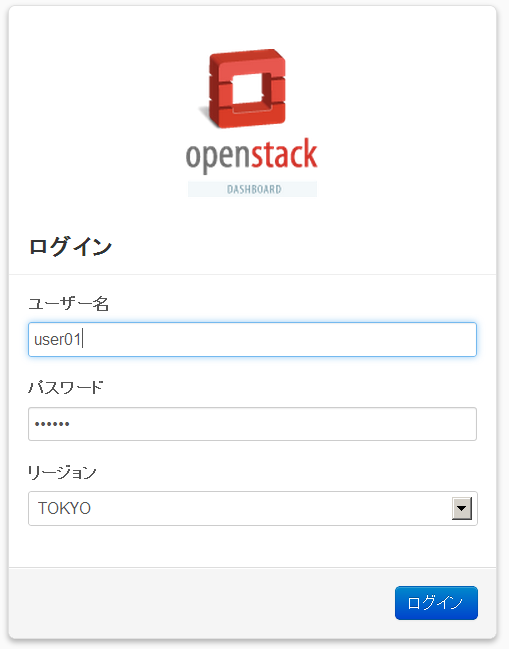 openstack
DASHBOARD
ログイン
ユーザー名
user01
パスワード
••••••
リージョン
TOKYO
ログイン